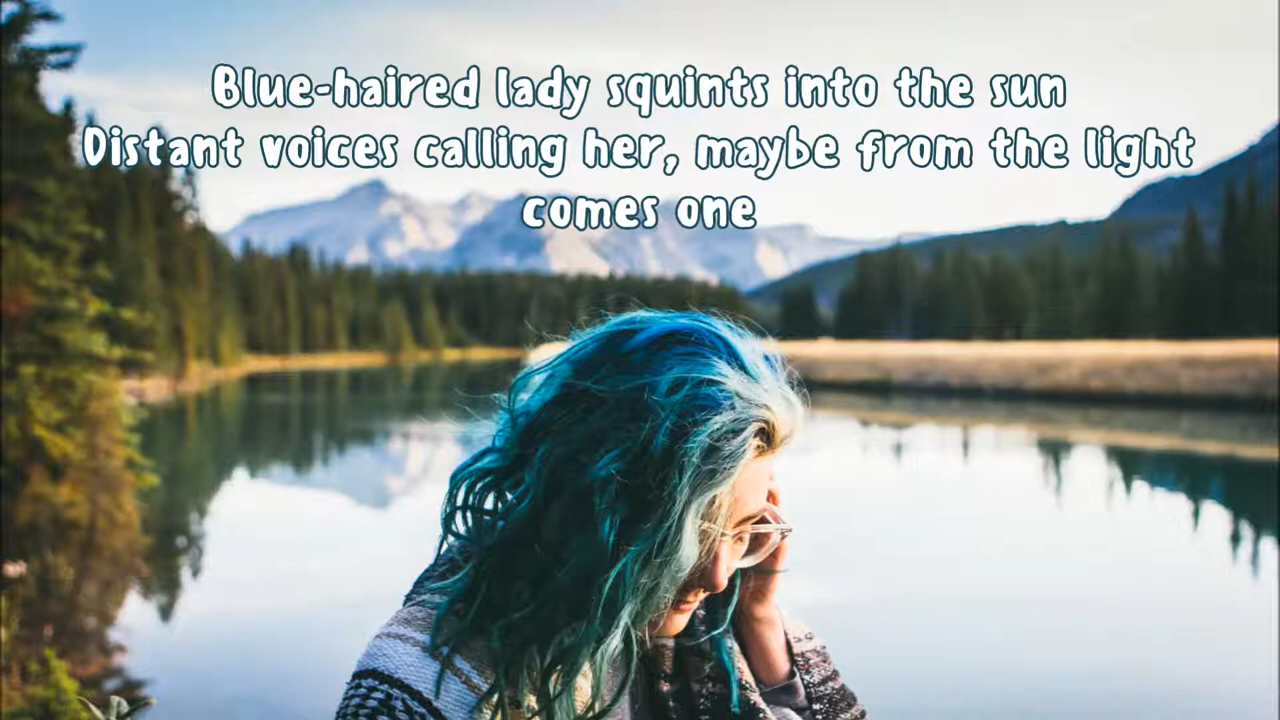 Blue-haired lady squints into the sun
Distant voices calling her, maybe from the light
comes one